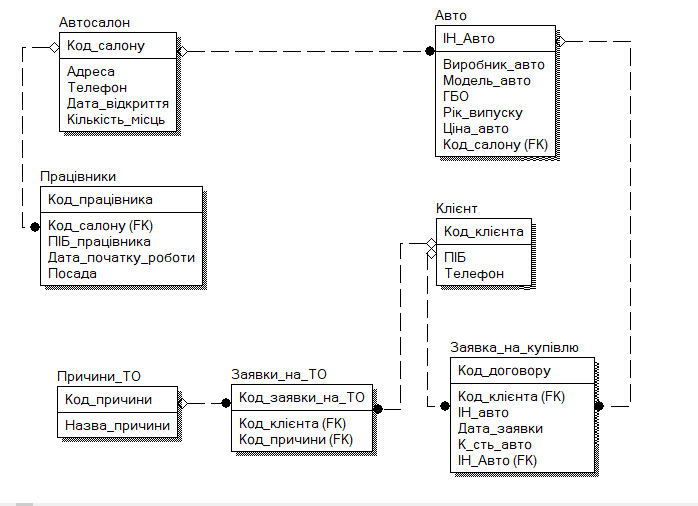 Автосалон
Код_салону
Адреса
Телефон
Дата_відкриття
Кількість_місць
Авто
ІН_Авто
Виробник_авто
Модель_авто
ГБО
Рік_випуску
Ціна_авто
Код_салону (FK)
Працівники
Код_працівника
Код_салону (FK)
ПІБ_працівника
Дата_початку_роботи
Посада
Клієнт
Код_клієнта
ПІБ
Телефон
Причини_ТО
Код_причини
Назва_причини
Заявки_на_ТО
Код_заявки_на_ТО
Код_клієнта (FK)
Код_причини (FK)
Заявка_на_купівлю
Код_договору
Код_клієнта (FK)
ІН_авто
Дата_заявки
К_сть_авто
ІН_Авто (FK)